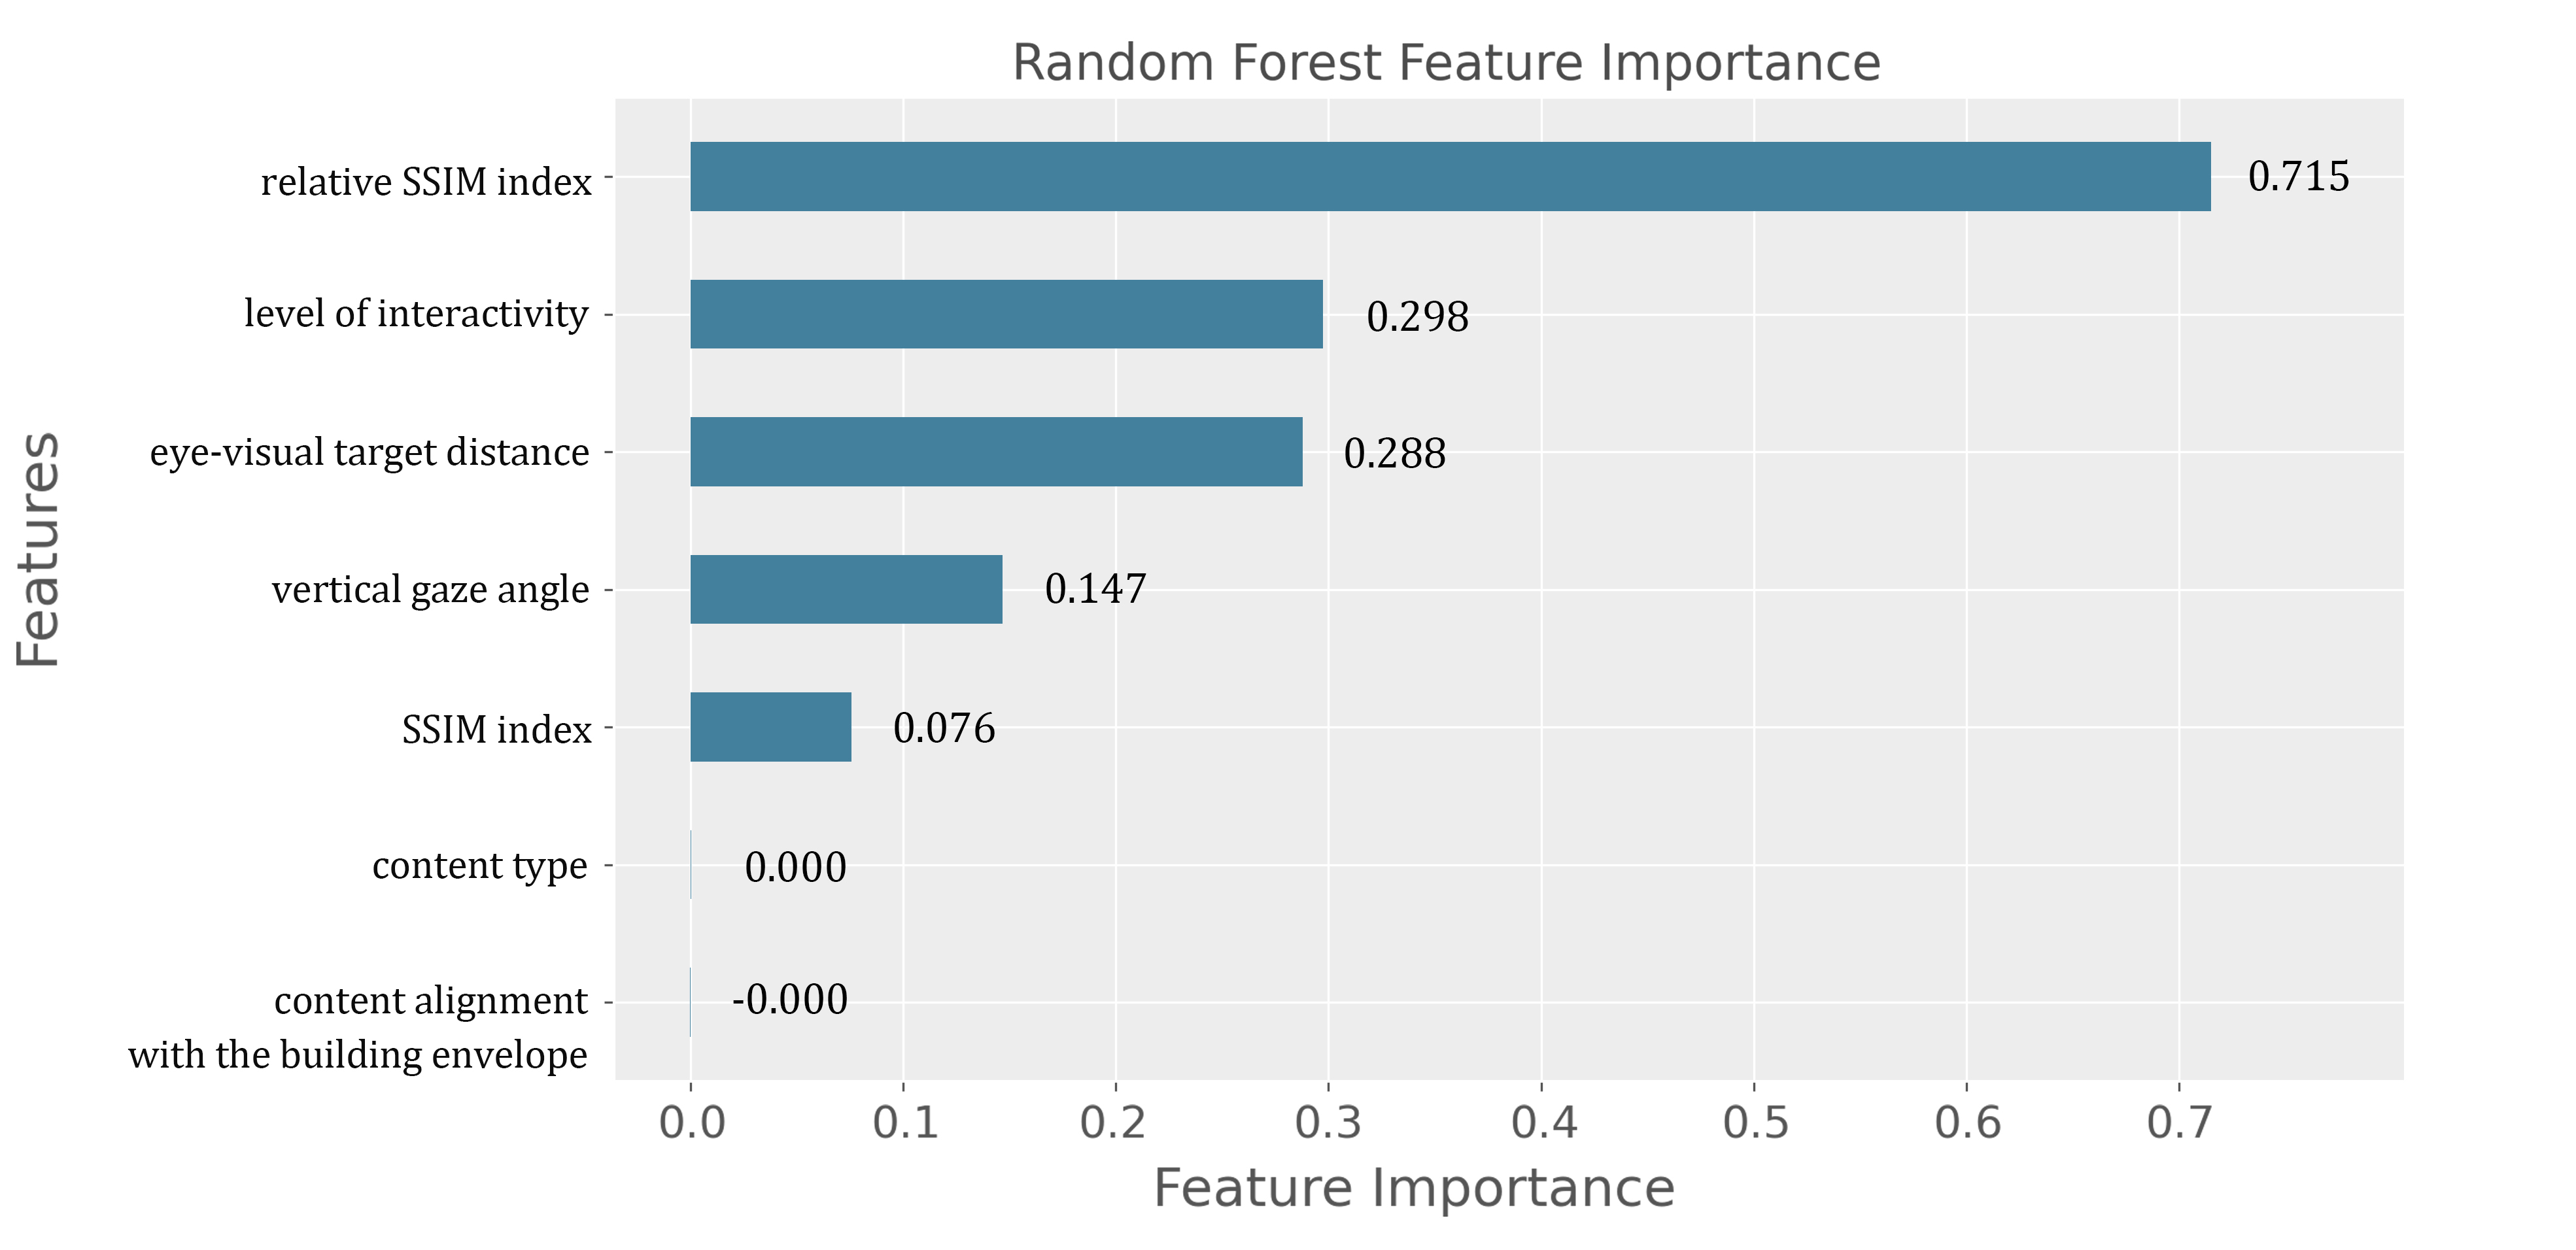 Random Forest Feature Importance
Features
relative SSIM index
0.715
level of interactivity
0.298
eye-visual target distance
0.288
vertical gaze angle
0.147
SSIM index
0.076
content type
0.000
content alignment
with the building envelope
-0.000
0.0 0.1 0.2 0.3 0.4 0.5 0.6 0.7
Feature Importance